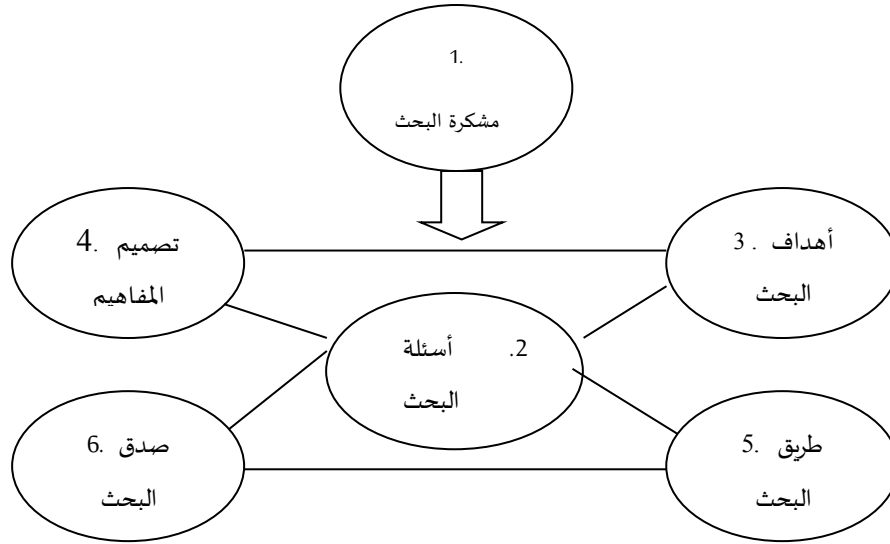 1.
مشكرة البحث
4. تصميم
المفاهيم
3 . أهداف
البحث
2. أسئلة
البحث
6. صدق
البحث
5. طريق
البحث